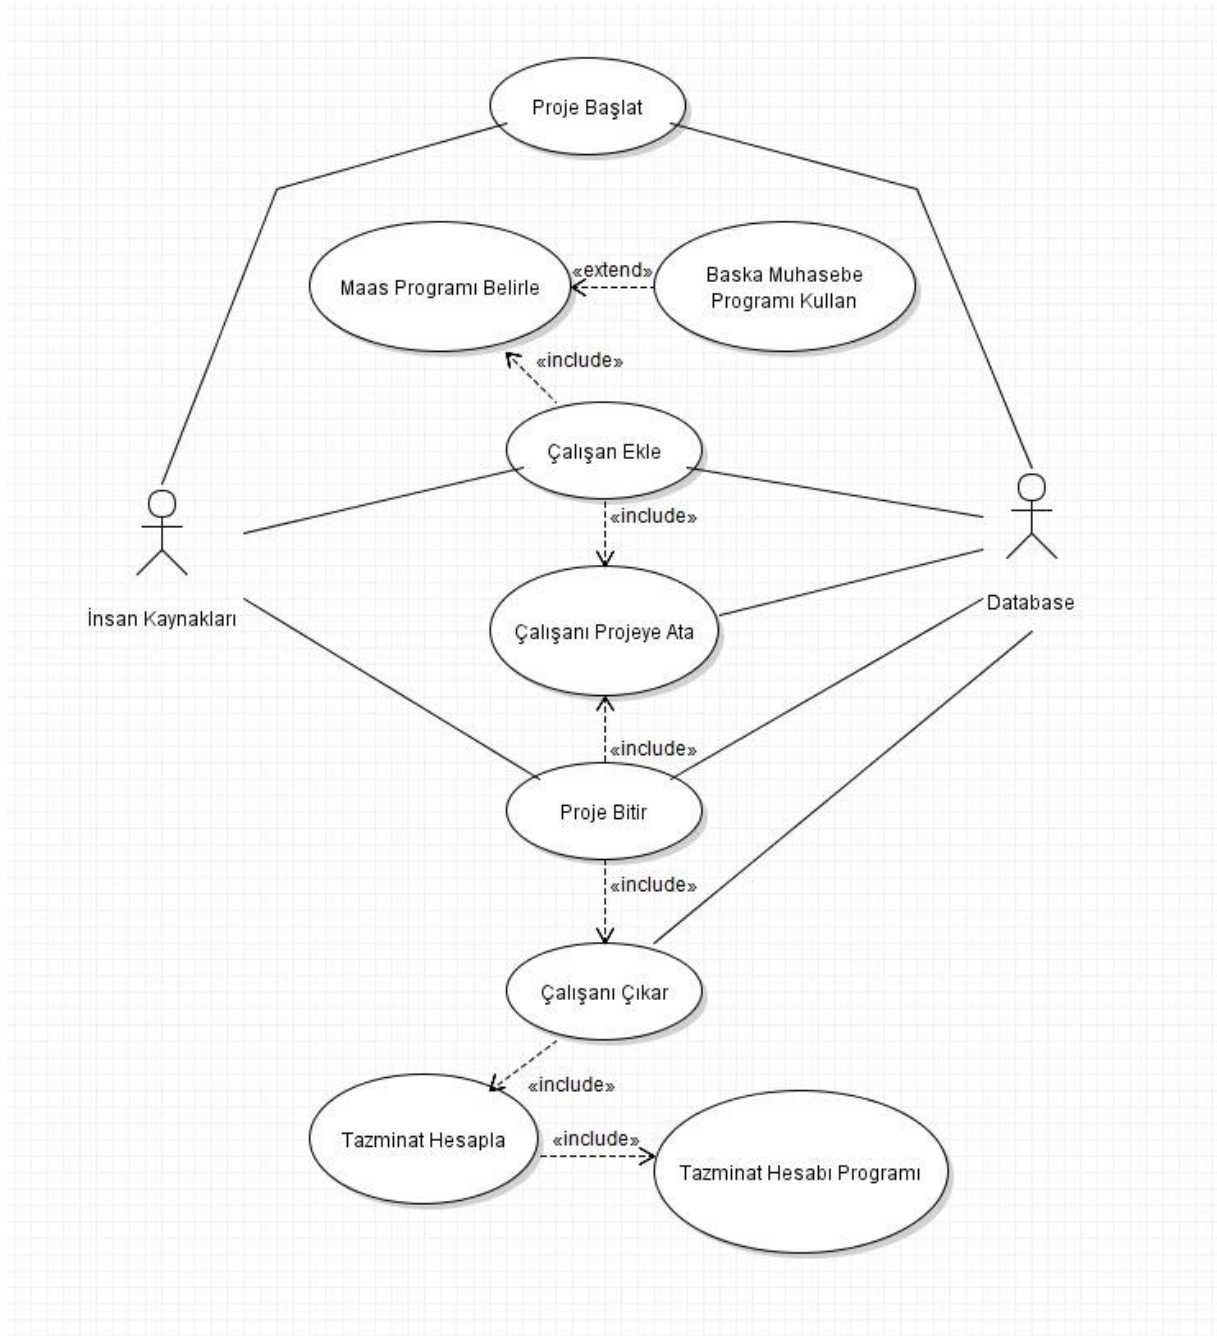 Proje Başlat
Maas Programı Belirle
«extend»
Baska Muhasebe
Programı Kullan
«include»
Çalışan Ekle
«include»
İnsan Kaynakları
Database
Çalışanı Projeye Ata
«include»
Proje Bitir
«include»
Çalışanı Çıkar
«include»
Tazminat Hesapla
«include»
Tazminat Hesabı Programı